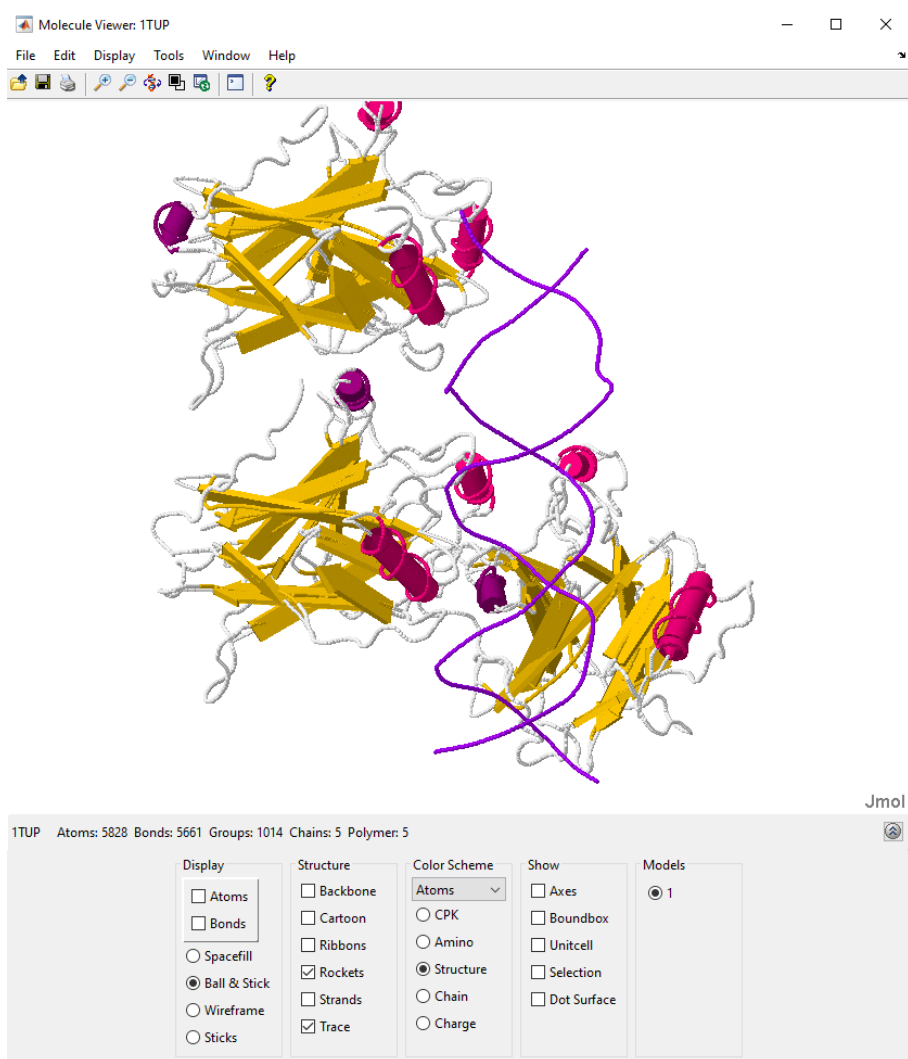 Molecule Viewer: 1TUP
File Edit Display Tools Window Help
Jmol
1TUP Atoms: 5828 Bonds: 5661 Groups: 1014 Chains: 5 Polymer: 5
Display
Atoms
Bonds
Spacefill
Ball & Stick
Wireframe
Sticks
Structure
Backbone
Cartoon
Ribbons
Rockets
Strands
Trace
Color Scheme
Atoms
CPK
Amino
Structure
Chain
Charge
Show
Axes
Boundbox
Unitcell
Selection
Dot Surface
Models
1